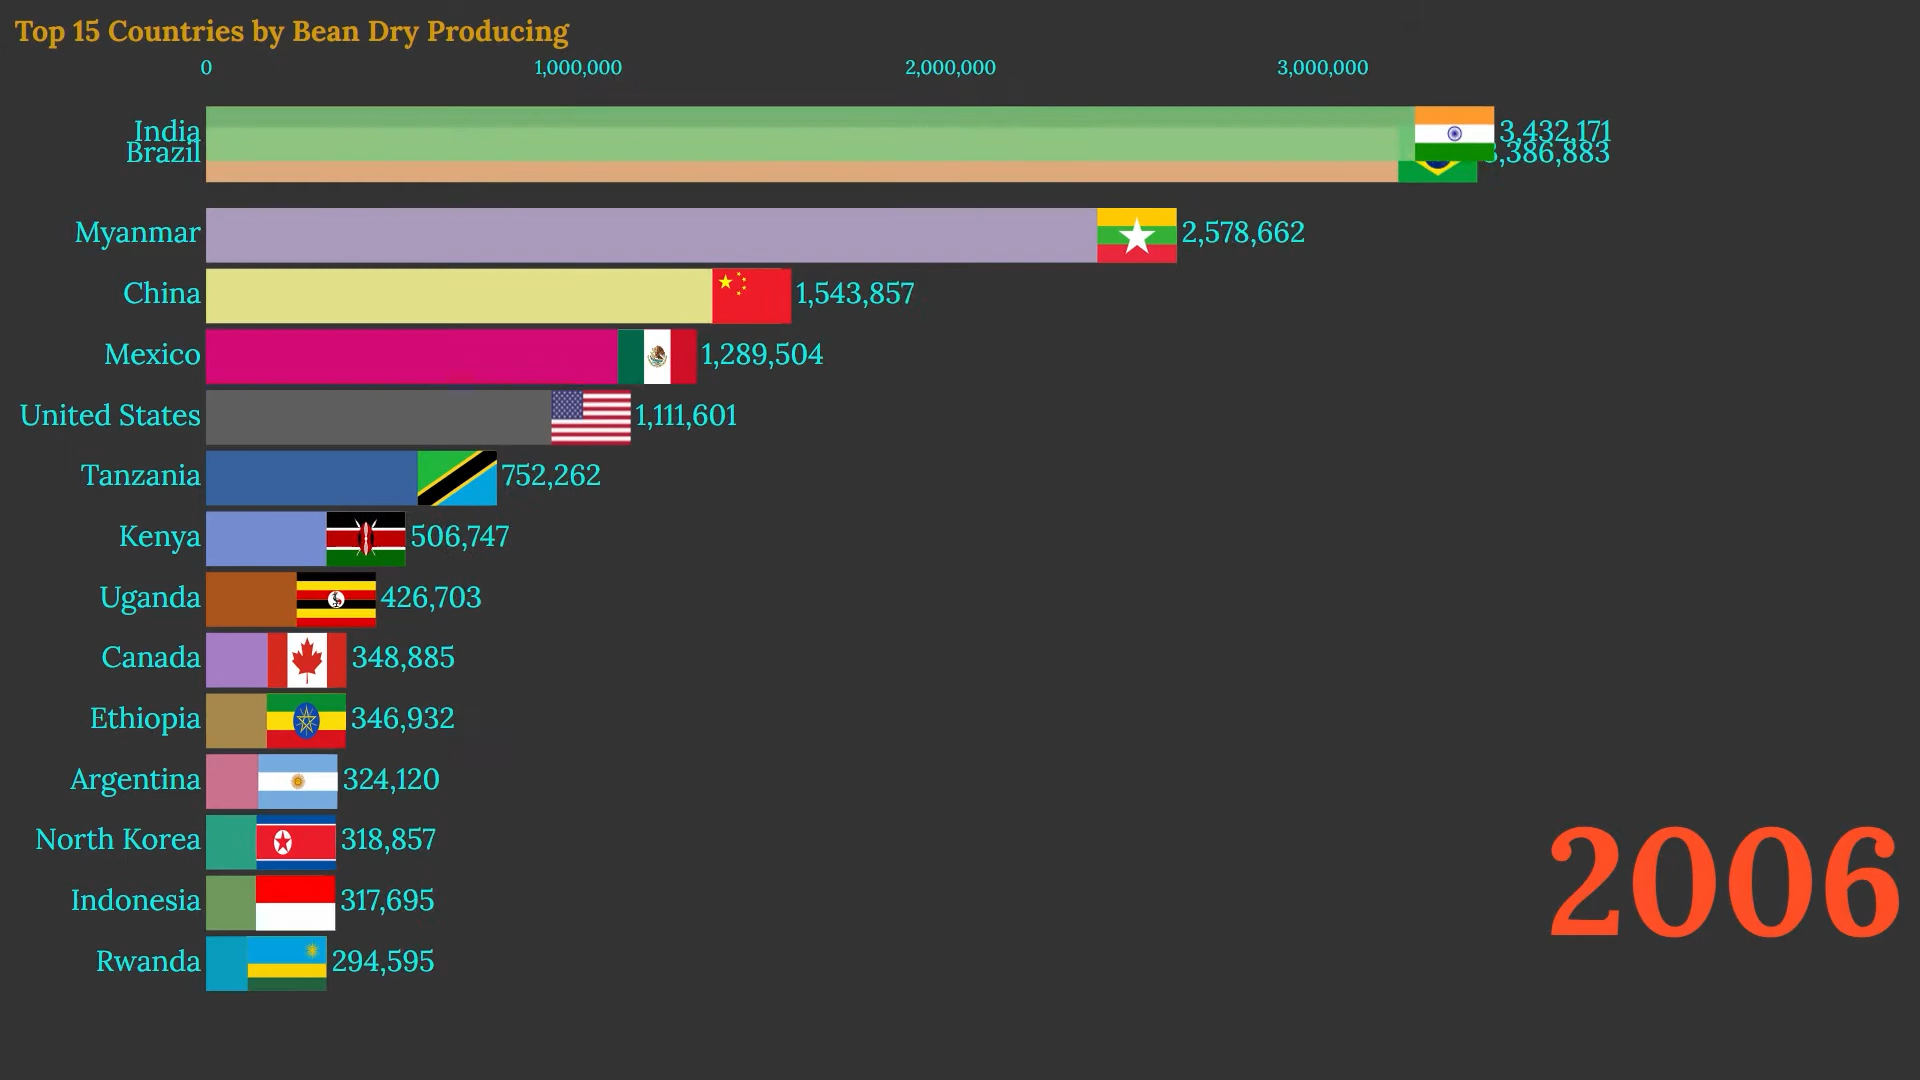 Top 15 Countries by Bean Dry Producing
0 1,000,000 2,000,000 3,000,000
India 3,432,171
Brazil 3,386,883
Myanmar 2,578,662
China 1,543,857
Mexico 1,289,504
United States 1,111,601
Tanzania 752,262
Kenya 506,747
Uganda 426,703
Canada 348,885
Ethiopia 346,932
Argentina 324,120
North Korea 318,857
Indonesia 317,695
Rwanda 294,595
2006